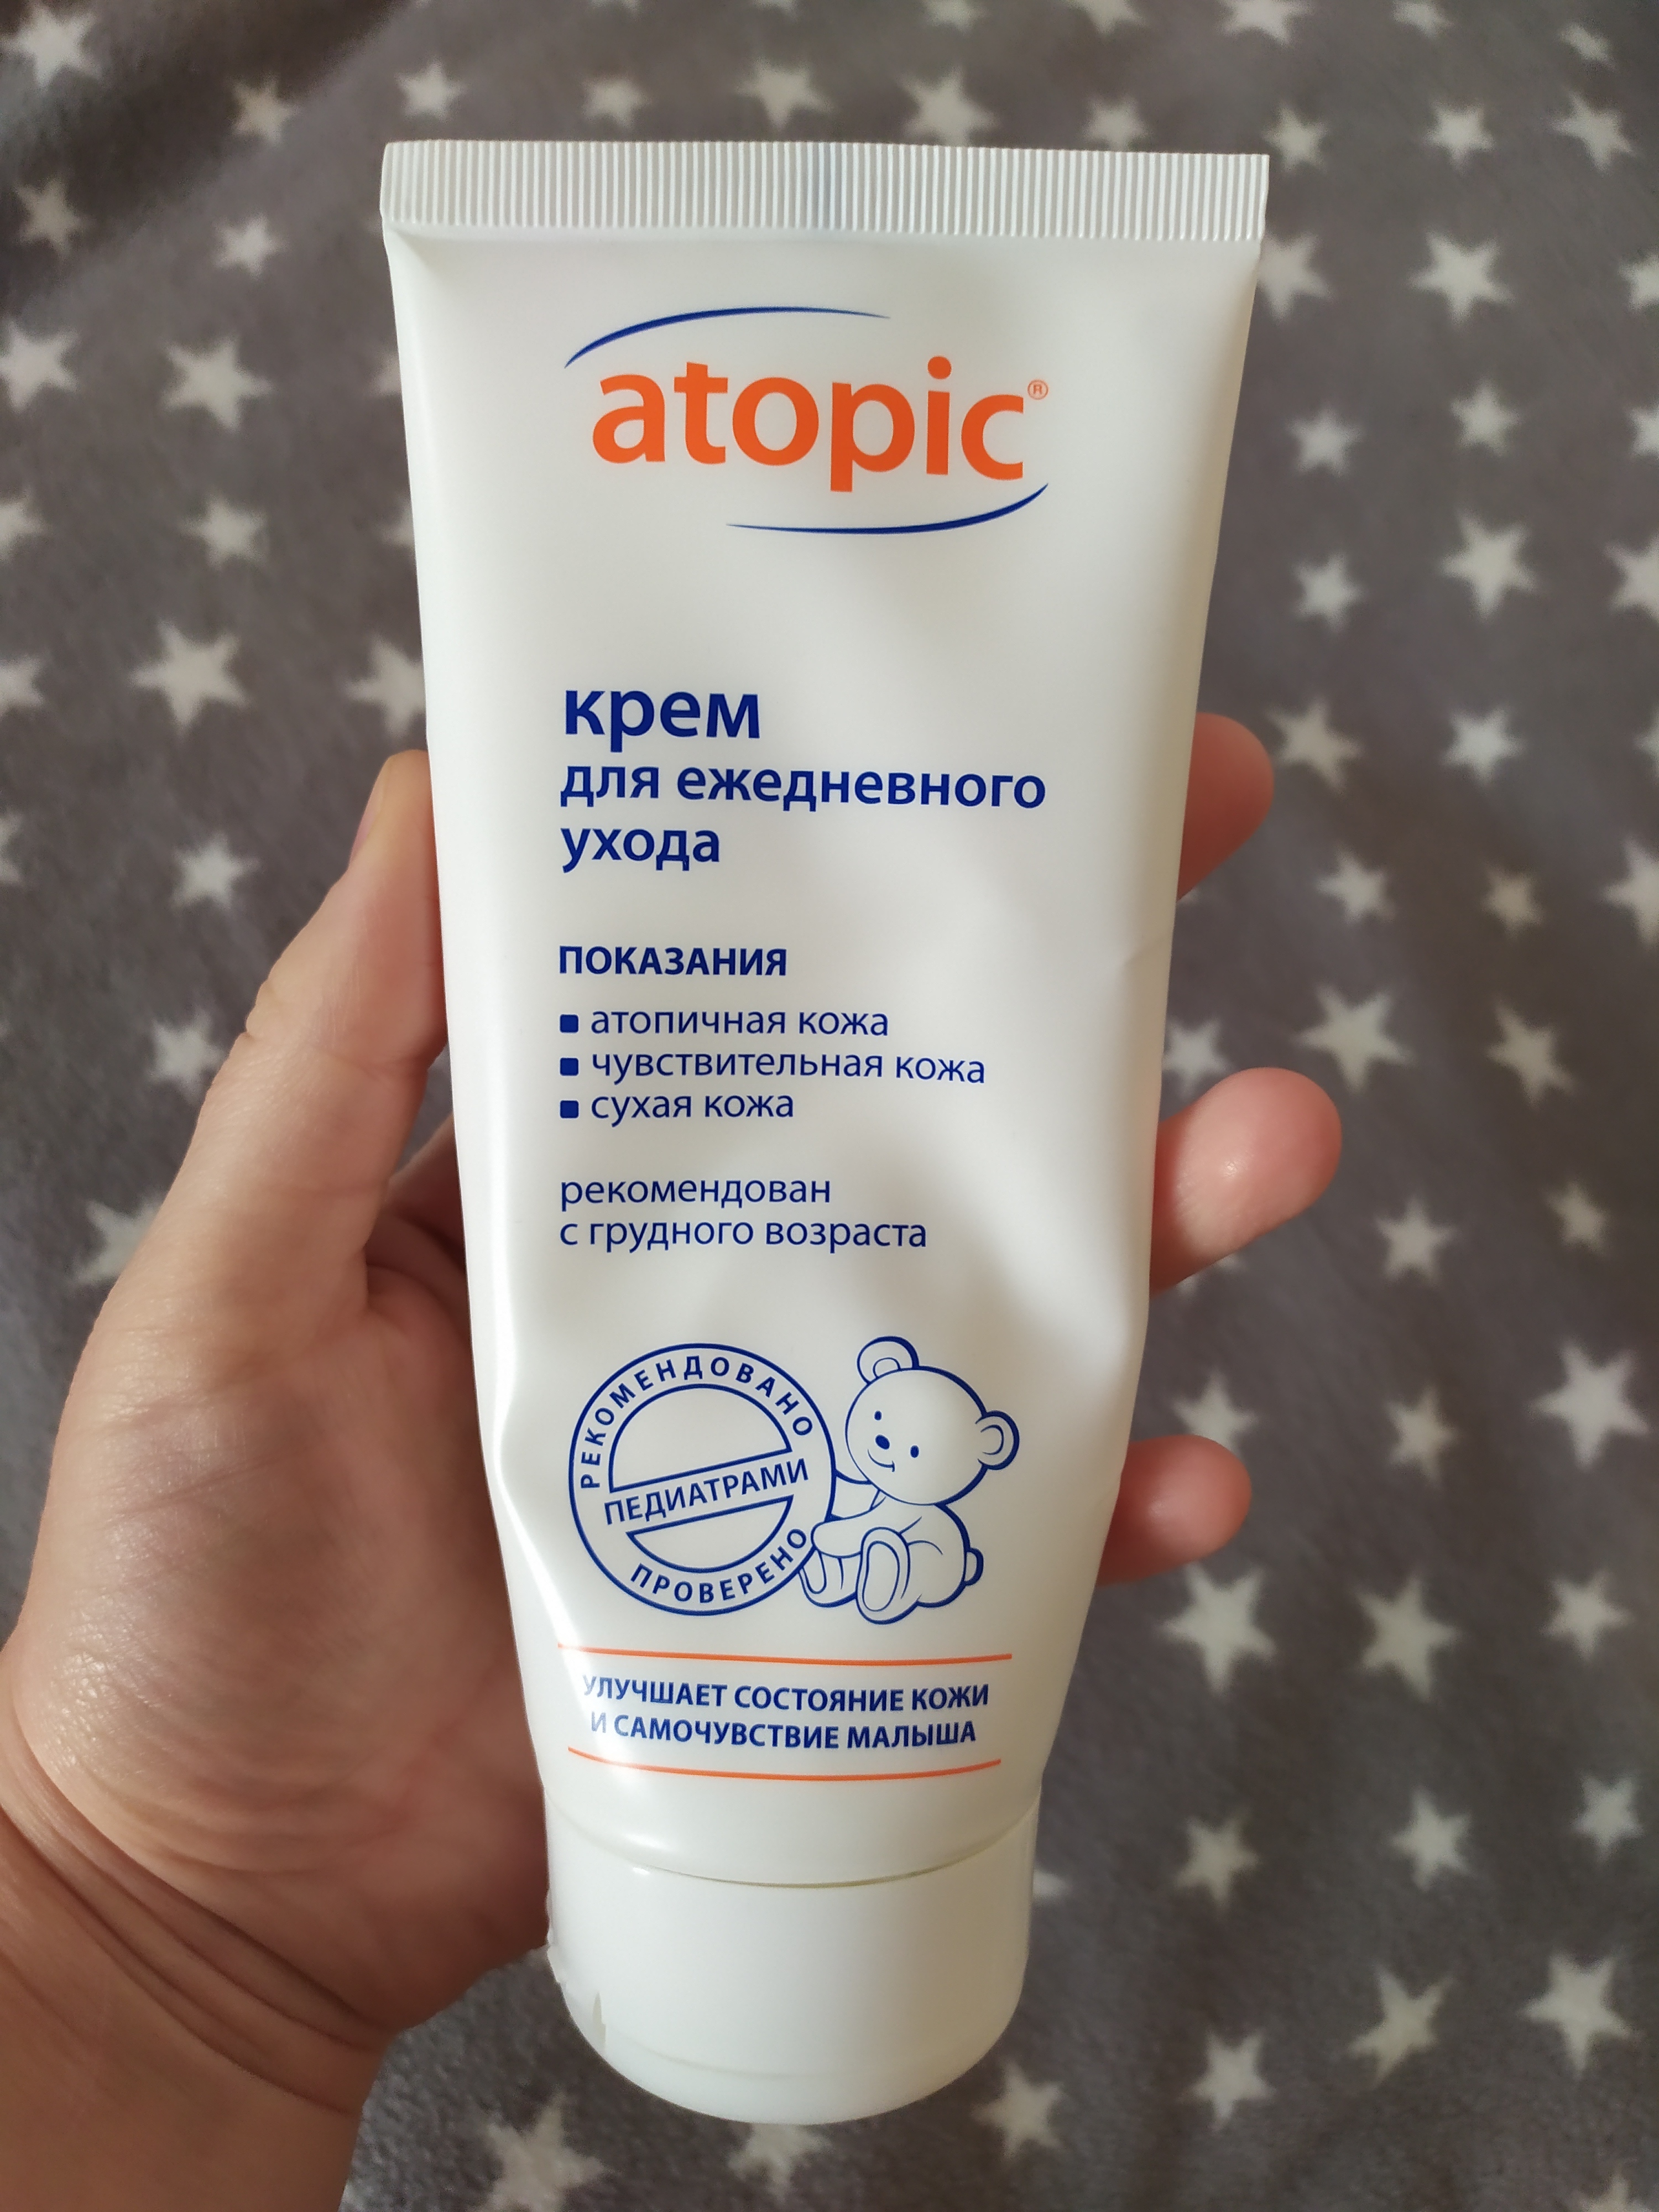 atopic®
крем
для ежедневного
ухода
ПОКАЗАНИЯ
▪ атопичная кожа
▪ чувствительная кожа
▪ сухая кожа
рекомендован
с грудного возраста
РЕКОМЕНДОВАНО
ПЕДИАТРАМИ
ПРОВЕРЕНО
УЛУЧШАЕТ СОСТОЯНИЕ КОЖИ
И САМОЧУВСТВИЕ МАЛЫША